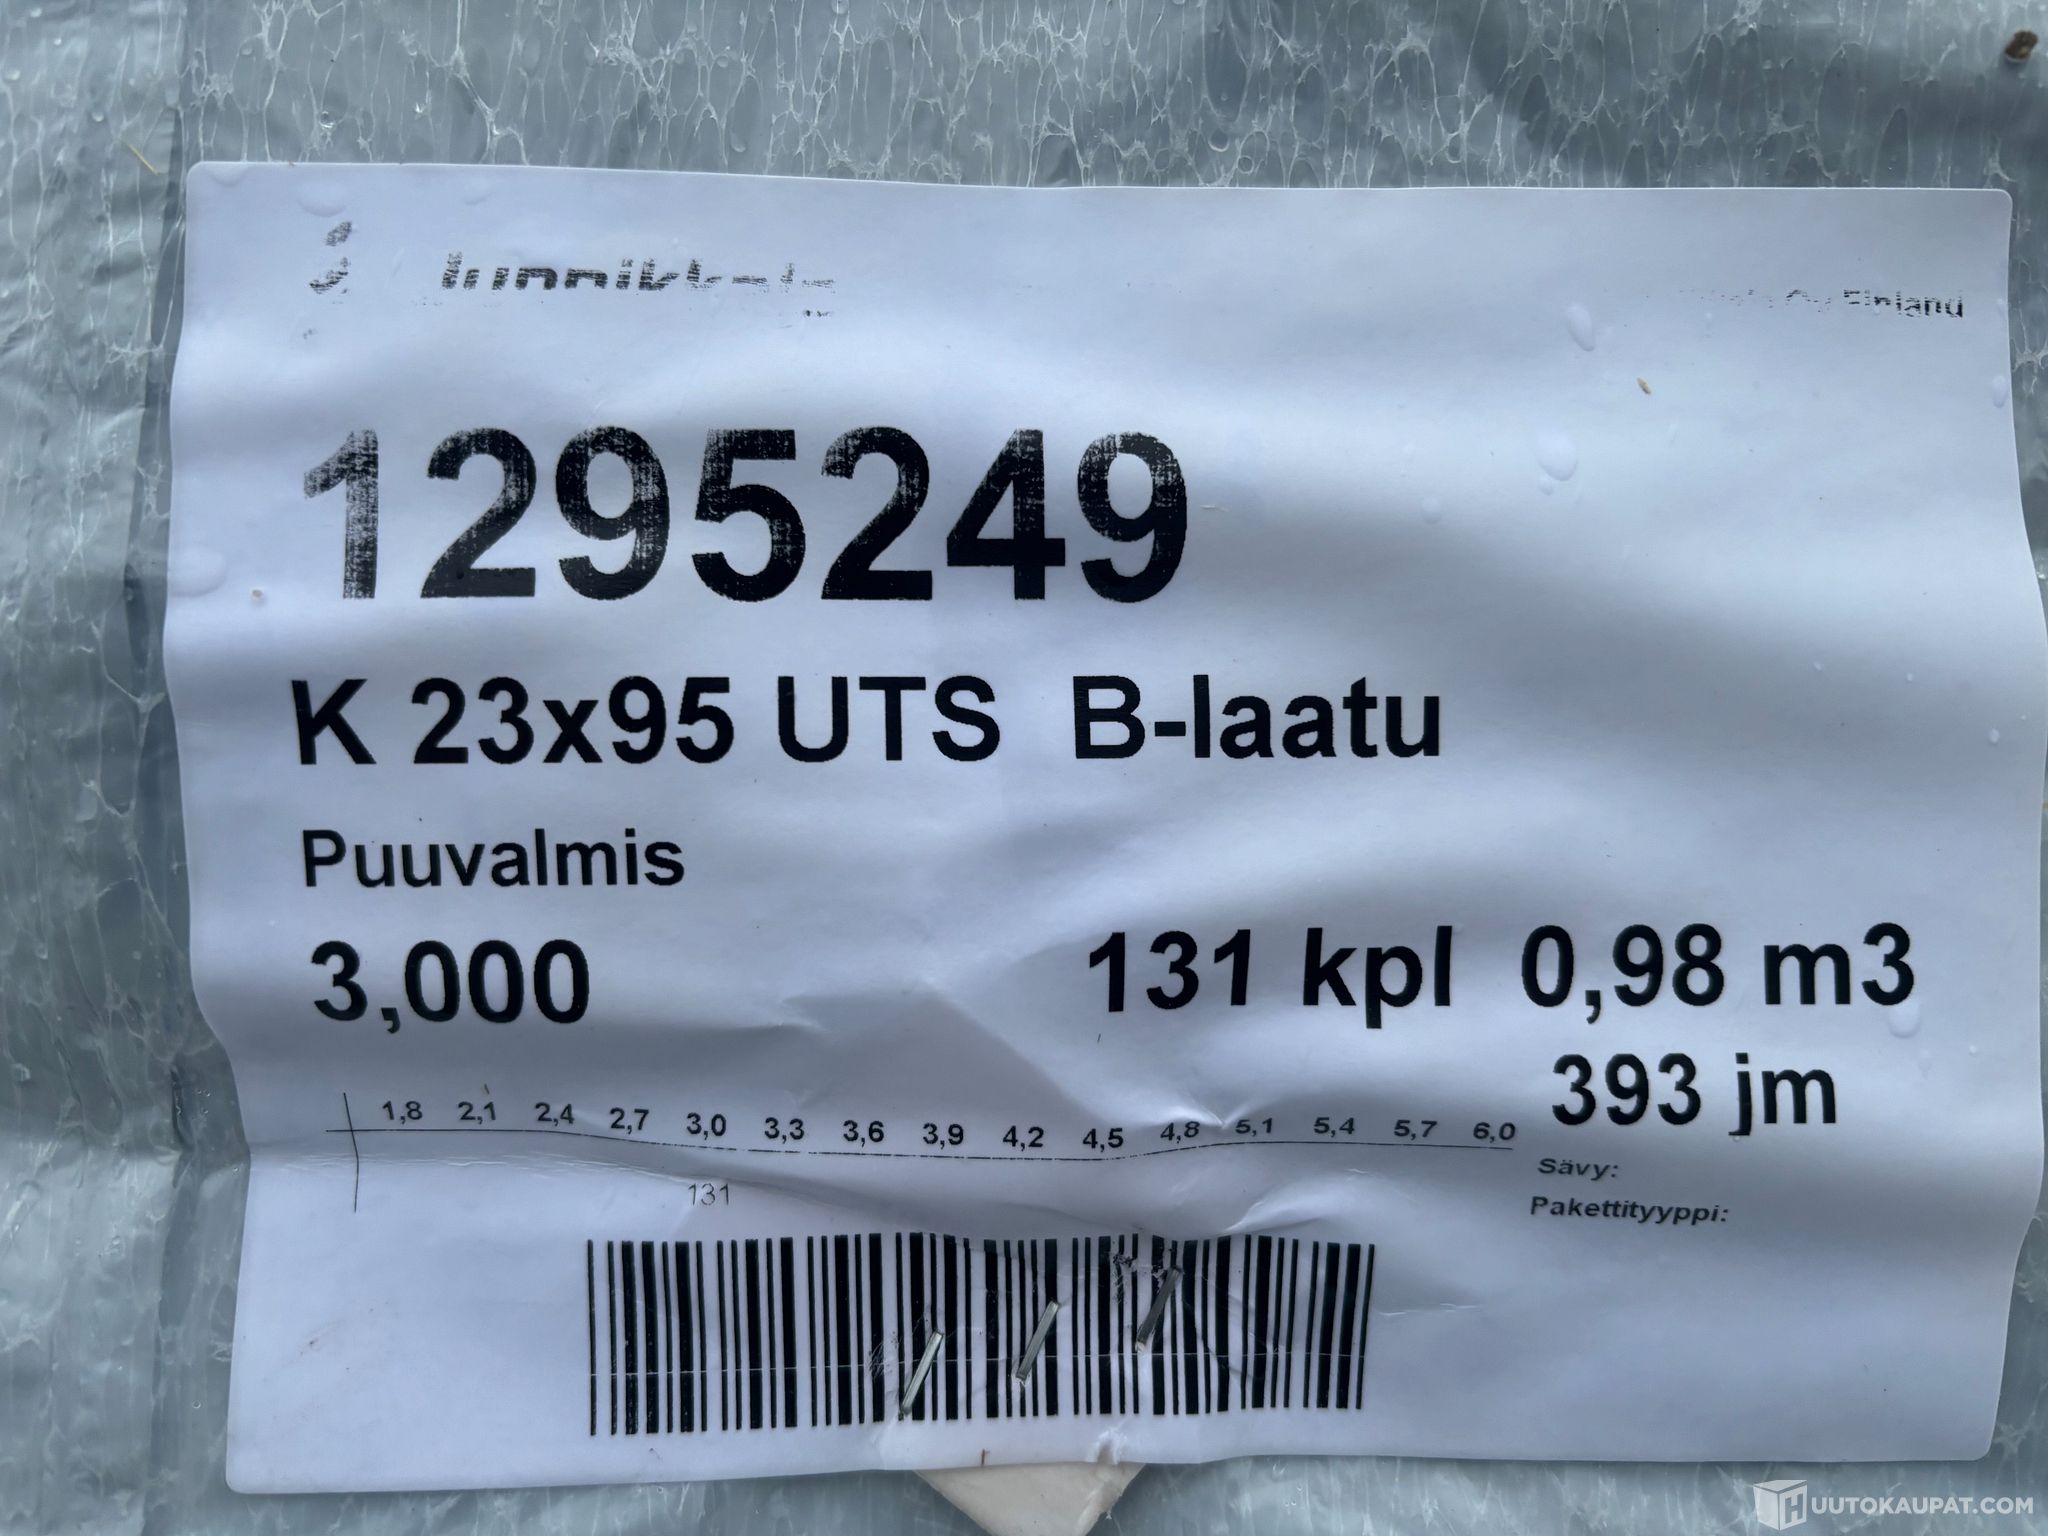 Finland
1295249
K 23x95 UTS B-laatu
Puuvalmis
3,000 131 kpl 0,98 m3
393 jm
1,8 2,1 2,4 2,7 3,0 3,3 3,6 3,9 4,2 4,5 4,8 5,1 5,4 5,7 6,0
Sävy:
131
Pakettityyppi:
HUUTOKAUPAT.COM